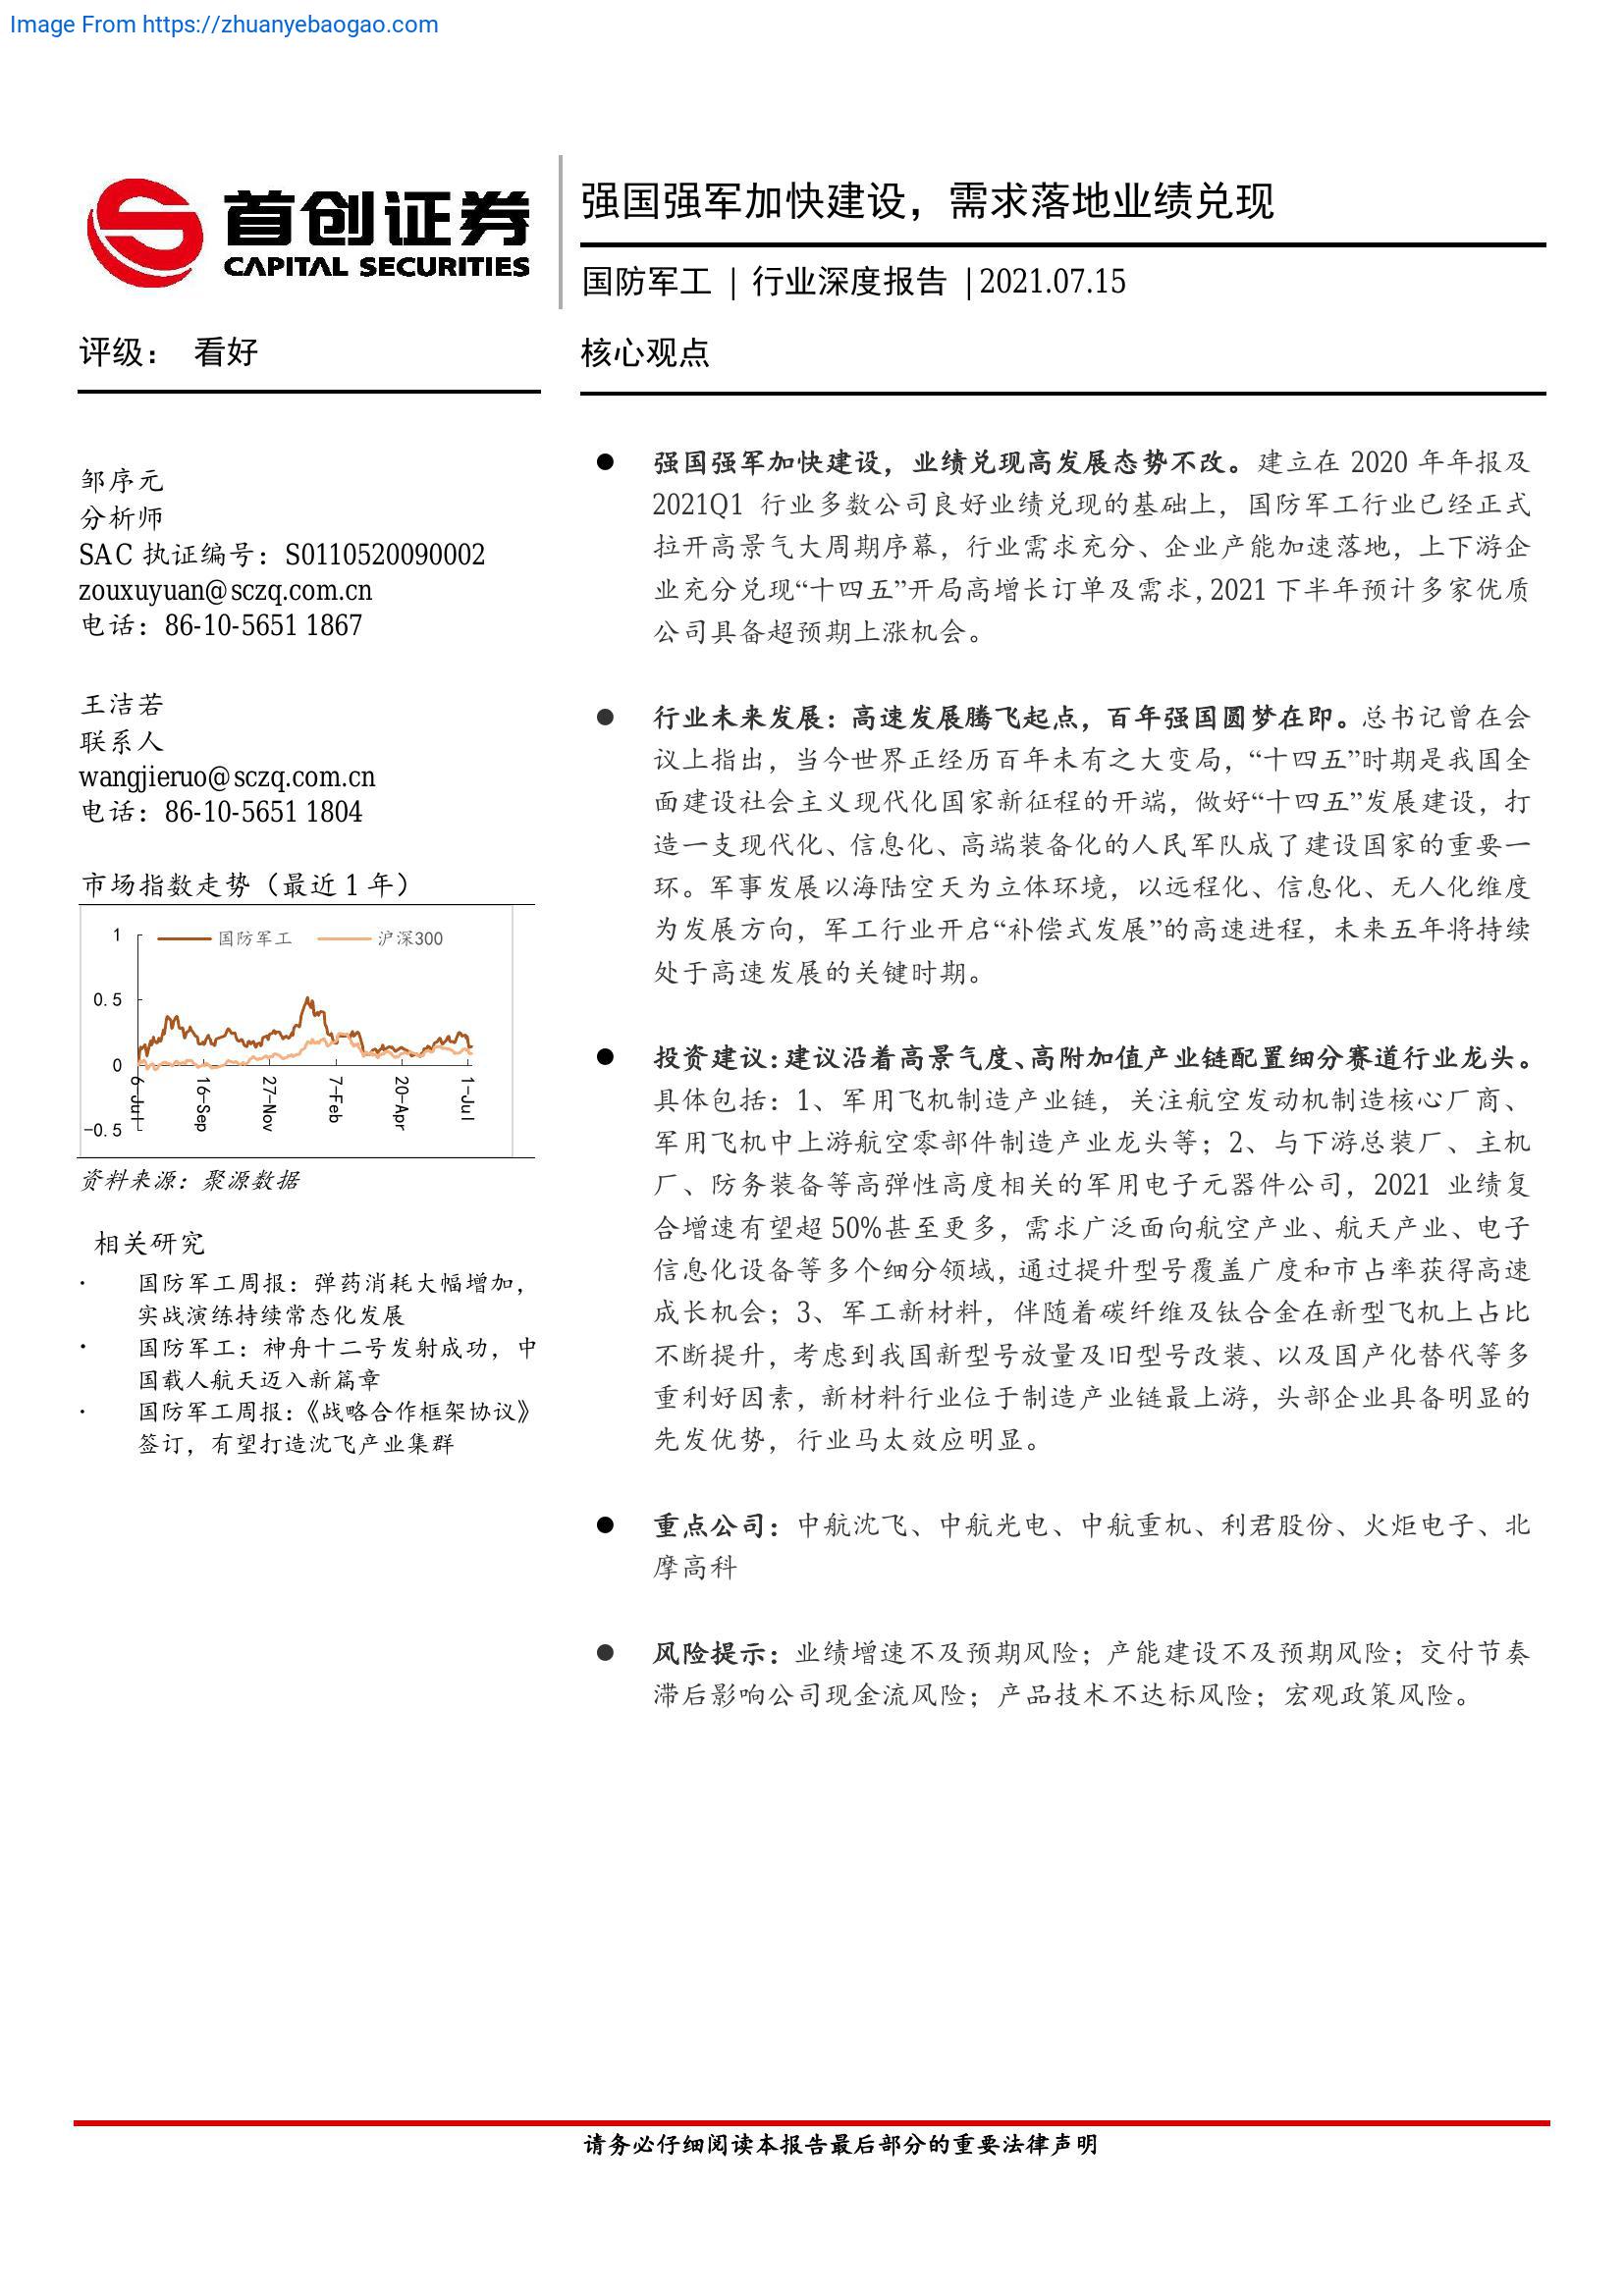 Image From https://zhuanyebaogao.com
首创证券
CAPITAL SECURITIES
强国强军加快建设，需求落地业绩兑现
国防军工 | 行业深度报告 |2021.07.15
评级： 看好
邹序元
分析师
SAC 执证编号：S0110520090002
zouxuyuan@sczq.com.cn
电话：86-10-5651 1867
王洁若
联系人
wangjieruo@sczq.com.cn
电话：86-10-5651 1804
市场指数走势（最近 1 年）
国防军工 沪深300
1
0.5
0
-0.5
6-Jul 16-Sep 27-Nov 7-Feb 20-Apr 1-Jul
资料来源：聚源数据
相关研究
· 国防军工周报：弹药消耗大幅增加，
实战演练持续常态化发展
· 国防军工：神舟十二号发射成功，中
国载人航天迈入新篇章
· 国防军工周报：《战略合作框架协议》
签订，有望打造沈飞产业集群
核心观点
● 强国强军加快建设，业绩兑现高发展态势不改。建立在 2020 年年报及
2021Q1 行业多数公司良好业绩兑现的基础上，国防军工行业已经正式
拉开高景气大周期序幕，行业需求充分、企业产能加速落地，上下游企
业充分兑现“十四五”开局高增长订单及需求，2021 下半年预计多家优质
公司具备超预期上涨机会。
● 行业未来发展：高速发展腾飞起点，百年强国圆梦在即。总书记曾在会
议上指出，当今世界正经历百年未有之大变局，“十四五”时期是我国全
面建设社会主义现代化国家新征程的开端，做好“十四五”发展建设，打
造一支现代化、信息化、高端装备化的人民军队成了建设国家的重要一
环。军事发展以海陆空天为立体环境，以远程化、信息化、无人化维度
为发展方向，军工行业开启“补偿式发展”的高速进程，未来五年将持续
处于高速发展的关键时期。
● 投资建议：建议沿着高景气度、高附加值产业链配置细分赛道行业龙头。
具体包括：1、军用飞机制造产业链，关注航空发动机制造核心厂商、
军用飞机中上游航空零部件制造产业龙头等；2、与下游总装厂、主机
厂、防务装备等高弹性高度相关的军用电子元器件公司，2021 业绩复
合增速有望超 50%甚至更多，需求广泛面向航空产业、航天产业、电子
信息化设备等多个细分领域，通过提升型号覆盖广度和市占率获得高速
成长机会；3、军工新材料，伴随着碳纤维及钛合金在新型飞机上占比
不断提升，考虑到我国新型号放量及旧型号改装、以及国产化替代等多
重利好因素，新材料行业位于制造产业链最上游，头部企业具备明显的
先发优势，行业马太效应明显。
● 重点公司：中航沈飞、中航光电、中航重机、利君股份、火炬电子、北
摩高科
● 风险提示：业绩增速不及预期风险；产能建设不及预期风险；交付节奏
滞后影响公司现金流风险；产品技术不达标风险；宏观政策风险。
请务必仔细阅读本报告最后部分的重要法律声明